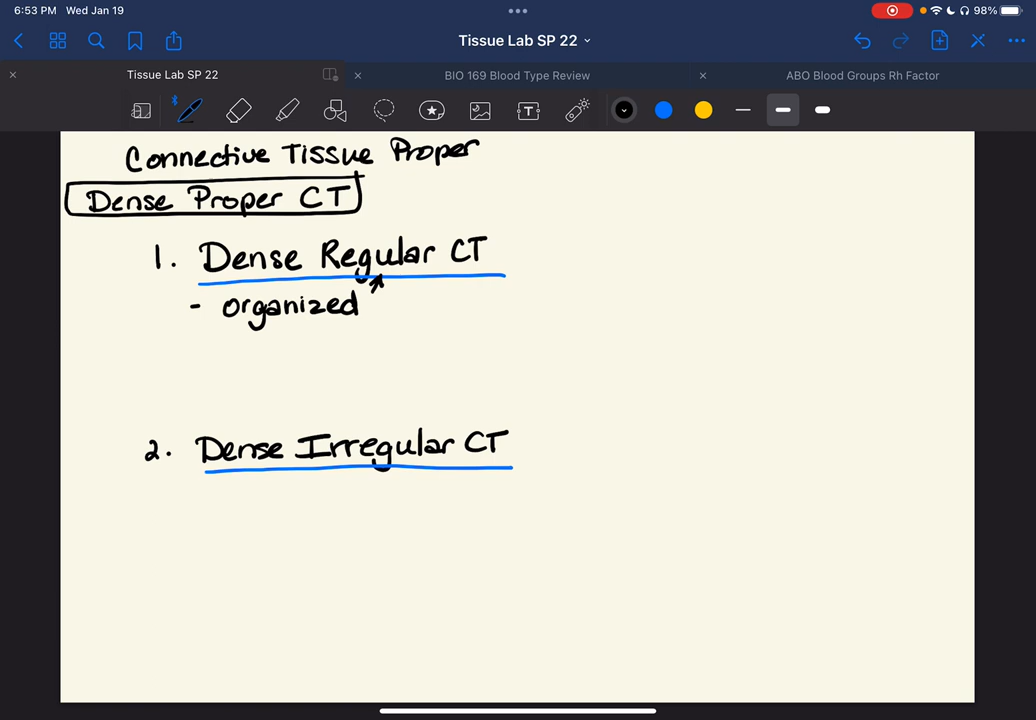 6:53 PM Wed Jan 19
98%
Tissue Lab SP 22
Tissue Lab SP 22
BIO 169 Blood Type Review
ABO Blood Groups Rh Factor
Connective Tissue Proper
Dense Proper CT
1. Dense Regular CT
- organized
2. Dense Irregular CT